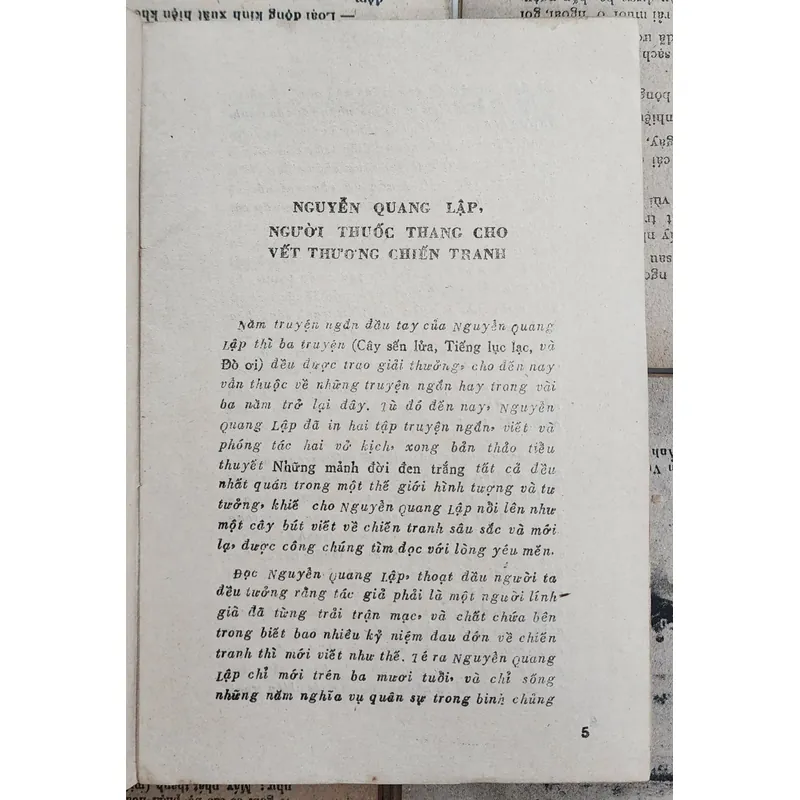 — Loại động kinh xuất hiện kh
NGUYỄN QUANG LẬP,
NGƯỜI THUỐC THANG CHO
VẾT THƯƠNG CHIẾN TRANH
Năm truyện ngắn đầu tay của Nguyễn Quang
Lập thì ba truyện (Cây sến lửa, Tiếng lục lạc, và
Đò ơi) đều được trao giải thưởng, cho đến nay
vẫn thuộc về những truyện ngắn hay trong vài
ba năm trở lại đây. Từ đó đến nay, Nguyễn
Quang Lập đã in hai tập truyện ngắn, viết và
phóng tác hai vở kịch, xong bản thảo tiểu
thuyết Những mảnh đời đen trắng tất cả đều
nhất quán trong một thế giới hình tượng và tư
tưởng, khiế cho Nguyễn Quang Lập nổi lên như
một cây bút viết về chiến tranh sâu sắc và mới
lạ, được công chúng tìm đọc với lòng yêu mến.
Đọc Nguyễn Quang Lập, thoạt đầu người ta
đều tưởng rằng tác giả phải là một người lính
già đã từng trải trận mạc, và chất chứa bên
trong biết bao nhiêu kỷ niệm đau đớn về chiến
tranh thì mới viết như thế. Té ra Nguyễn Quang
Lập chỉ mới trên ba mươi tuổi, và chỉ sống
những năm nghĩa vụ quân sự trong binh chủng
5